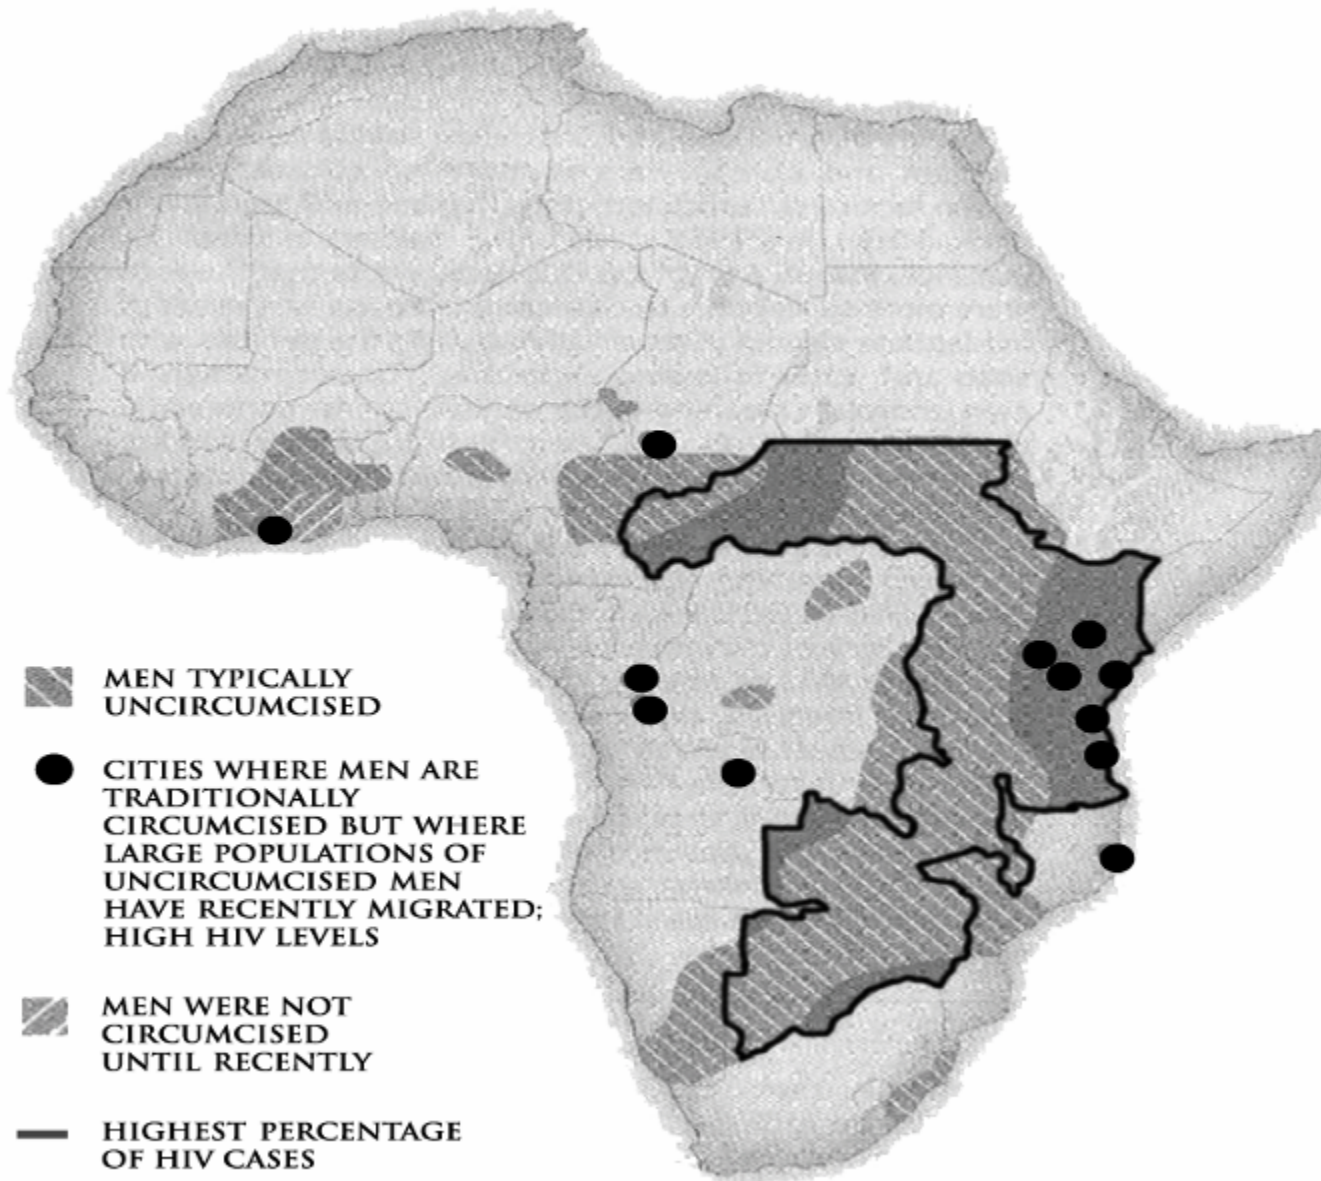 MEN TYPICALLY
UNCIRCUMCISED
CITIES WHERE MEN ARE
TRADITIONALLY
CIRCUMCISED BUT WHERE
LARGE POPULATIONS OF
UNCIRCUMCISED MEN
HAVE RECENTLY MIGRATED;
HIGH HIV LEVELS
MEN WERE NOT
CIRCUMCISED
UNTIL RECENTLY
HIGHEST PERCENTAGE
OF HIV CASES